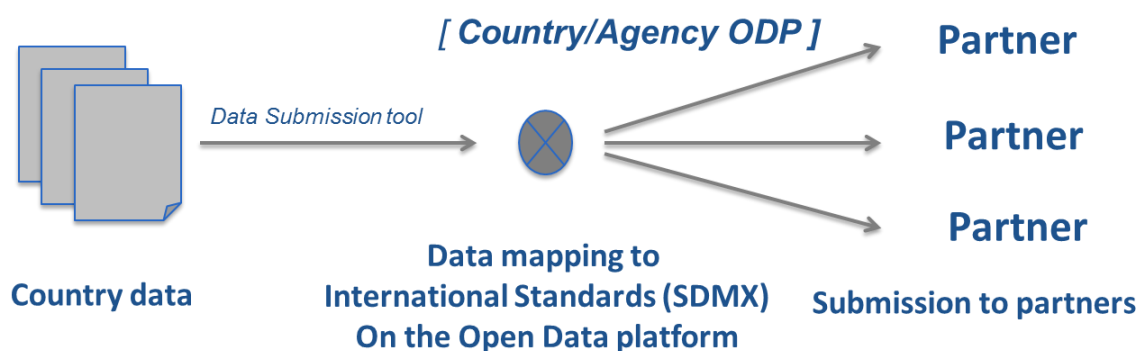 [ Country/Agency ODP ]
Partner
Data Submission tool
Partner
Partner
Country data
Data mapping to
International Standards (SDMX)
On the Open Data platform
Submission to partners